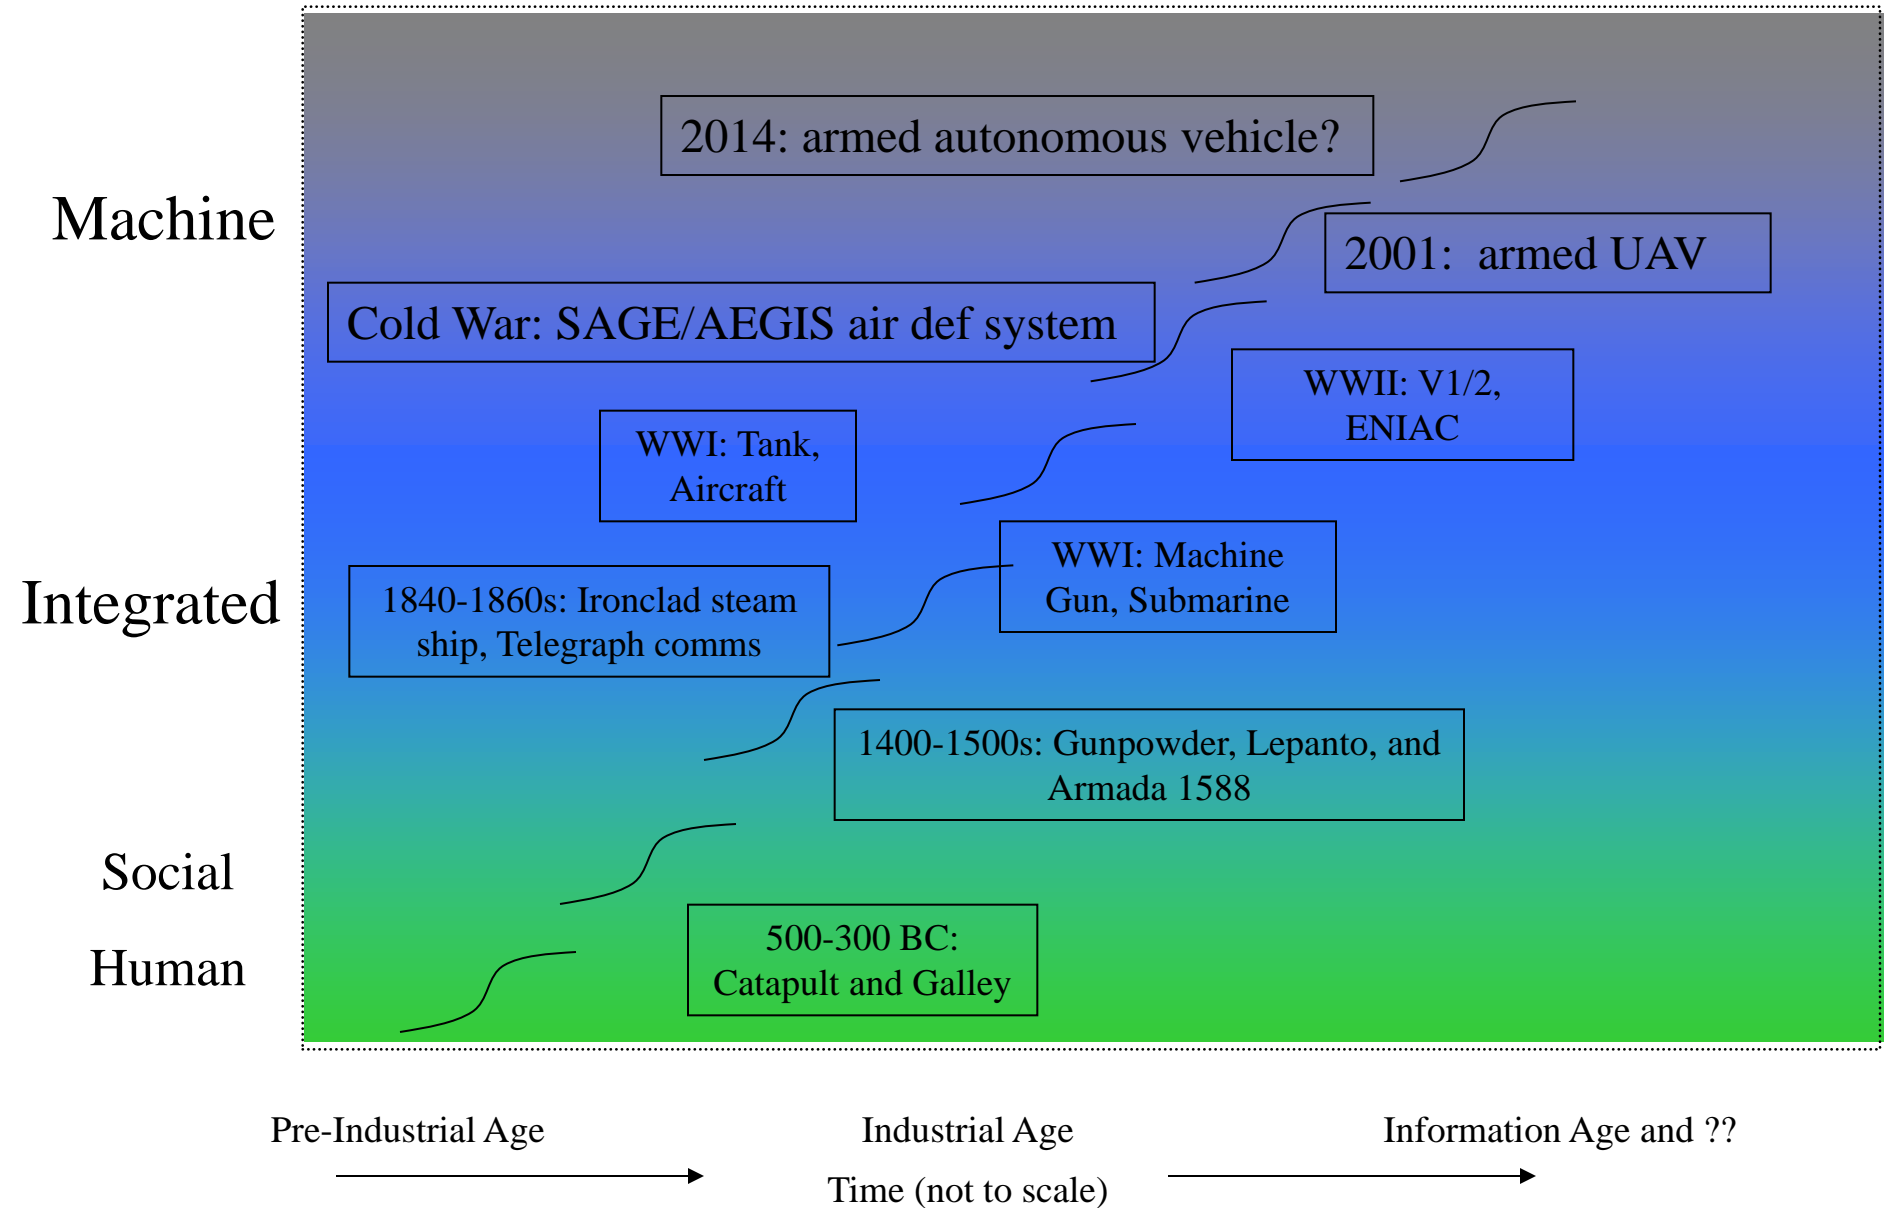 2014: armed autonomous vehicle?
Machine
2001: armed UAV
Cold War: SAGE/AEGIS air def system
WWII: V1/2,
ENIAC
WWI: Tank,
Aircraft
WWI: Machine
Gun, Submarine
Integrated
1840-1860s: Ironclad steam
ship, Telegraph comms
1400-1500s: Gunpowder, Lepanto, and
Armada 1588
Social
500-300 BC:
Catapult and Galley
Human
Pre-Industrial Age
Industrial Age
Information Age and ??
Time (not to scale)